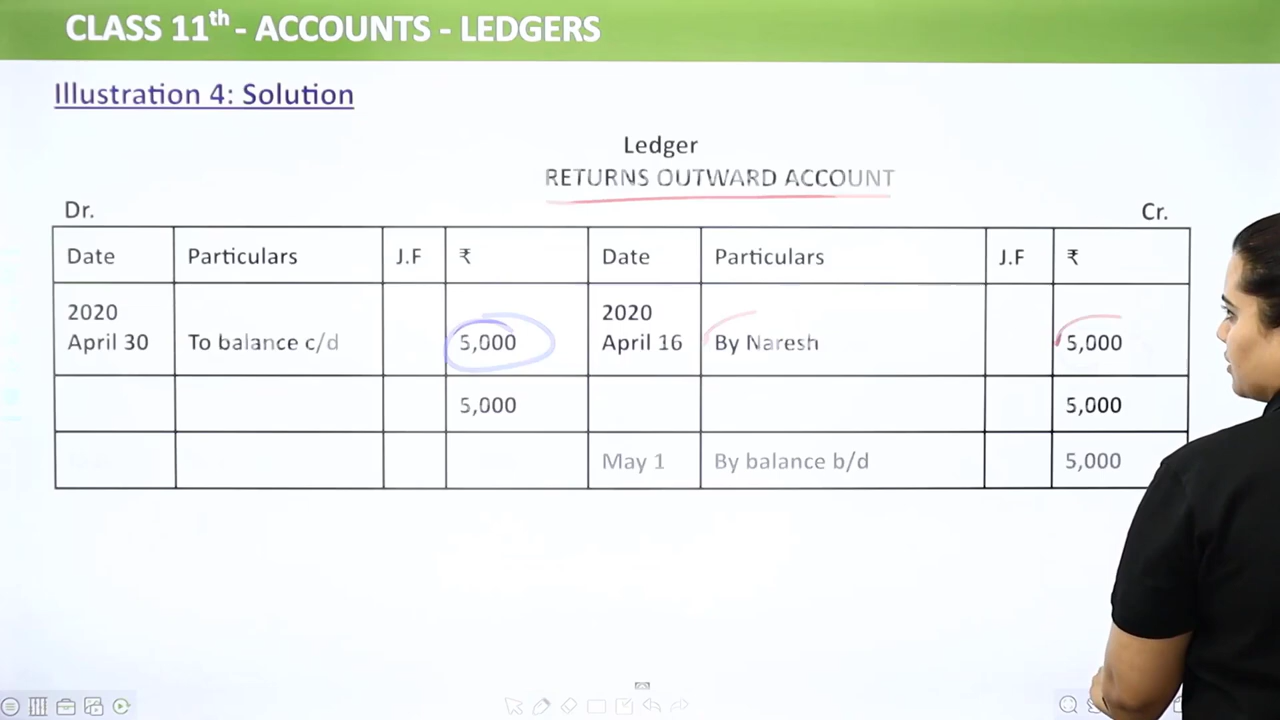 CLASS 11th - ACCOUNTS - LEDGERS
Illustration 4: Solution
Ledger
RETURNS OUTWARD ACCOUNT
Dr. Cr.
Date Particulars J.F ₹ Date Particulars J.F ₹
2020 2020
April 30 To balance c/d 5,000 April 16 By Naresh 5,000
5,000 5,000
May 1 By balance b/d 5,000